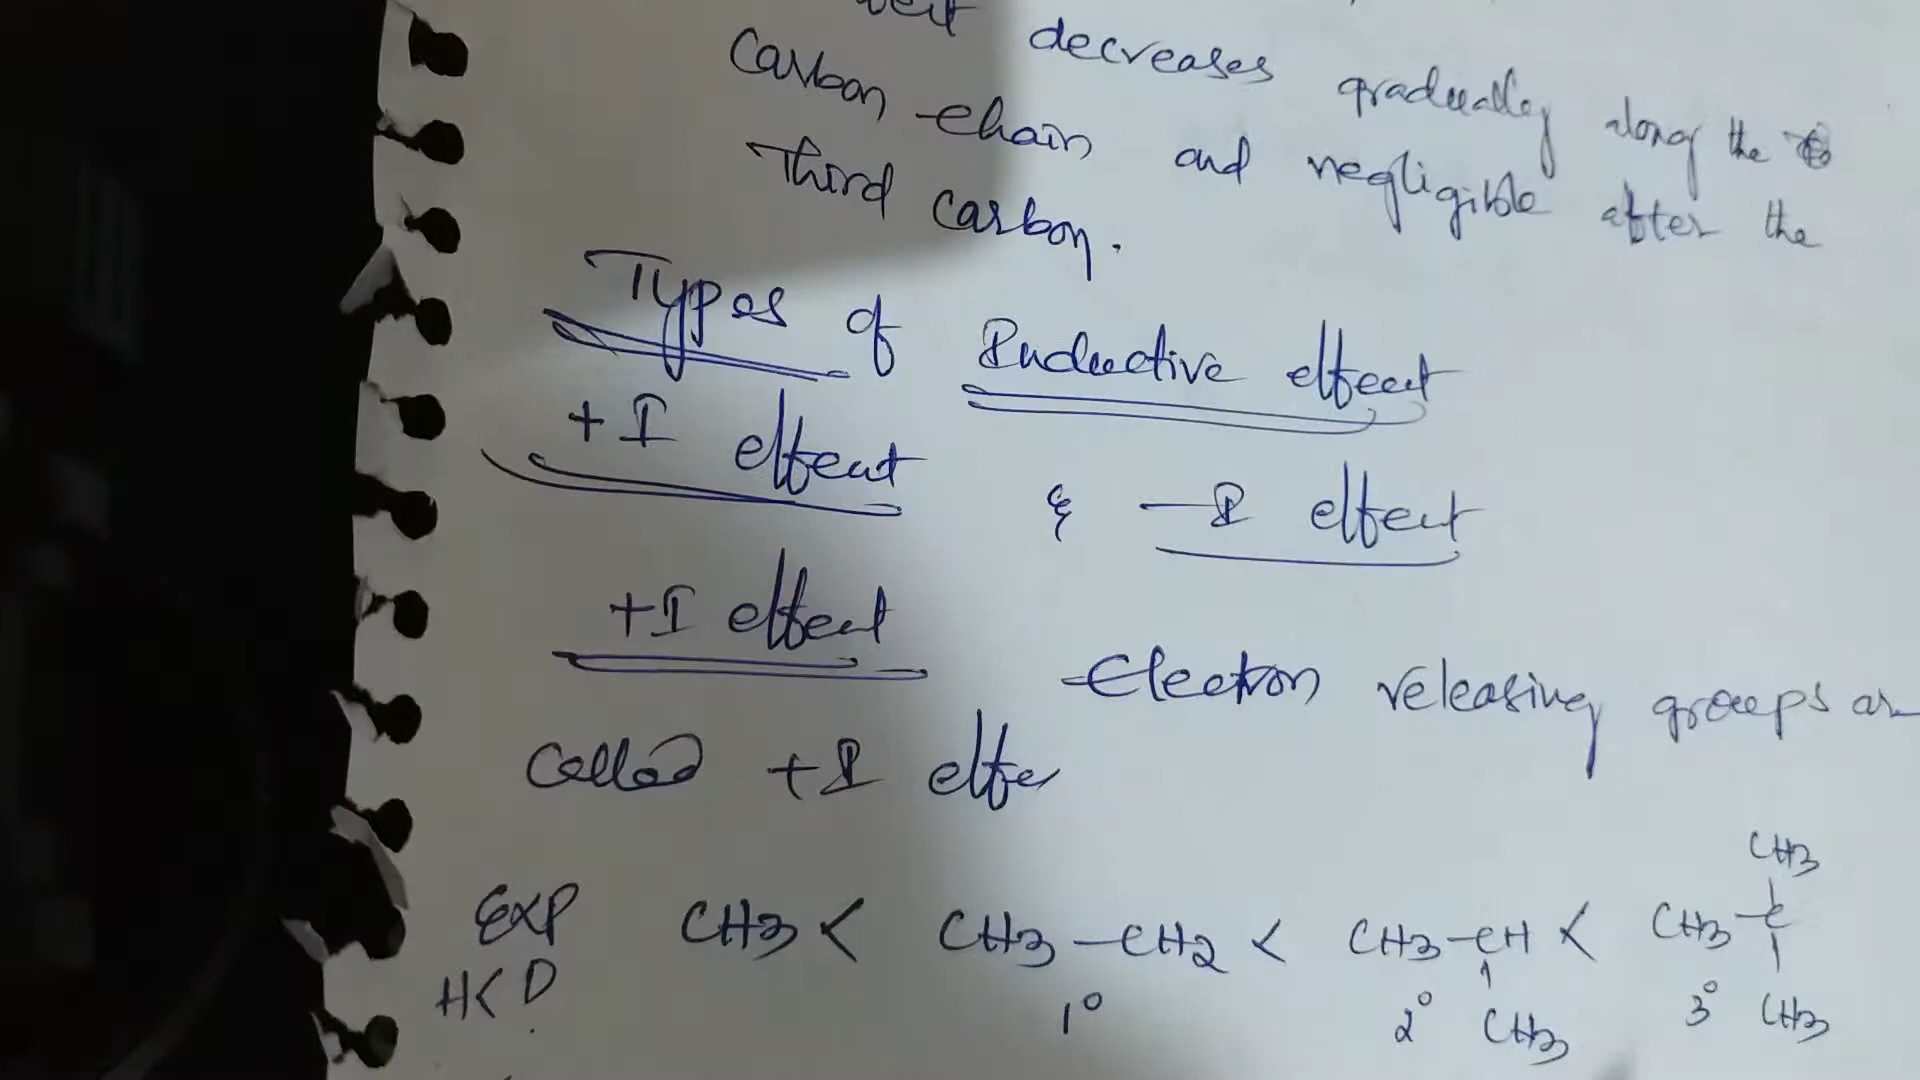 decreases gradually along the
Carbon chain and negligible after the
Third Carbon.
Types of Inductive effect
+I effect & -I effect
+I effect
Electron releasing groups are
Called +I effe
CH3
EXP CH3 < CH3-CH2 < CH3-CH < CH3-C
H<D 1° 2° CH3 3° CH3